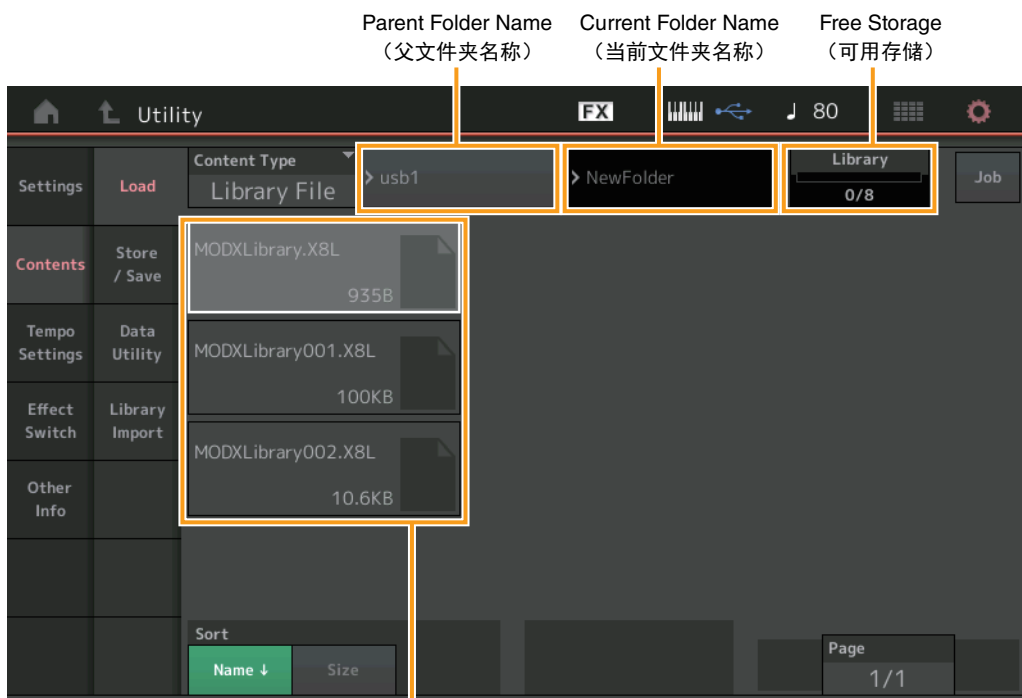 Parent Folder Name
（父文件夹名称）
Current Folder Name
（当前文件夹名称）
Free Storage
（可用存储）
Utility
FX
80
Settings
Load
Content Type
Library File
usb1
NewFolder
Library
0/8
Job
Contents
Store
/ Save
MODXLibrary.X8L
935B
Tempo
Settings
Data
Utility
MODXLibrary001.X8L
100KB
Effect
Switch
Library
Import
MODXLibrary002.X8L
10.6KB
Other
Info
Sort
Name ↓
Size
Page
1/1